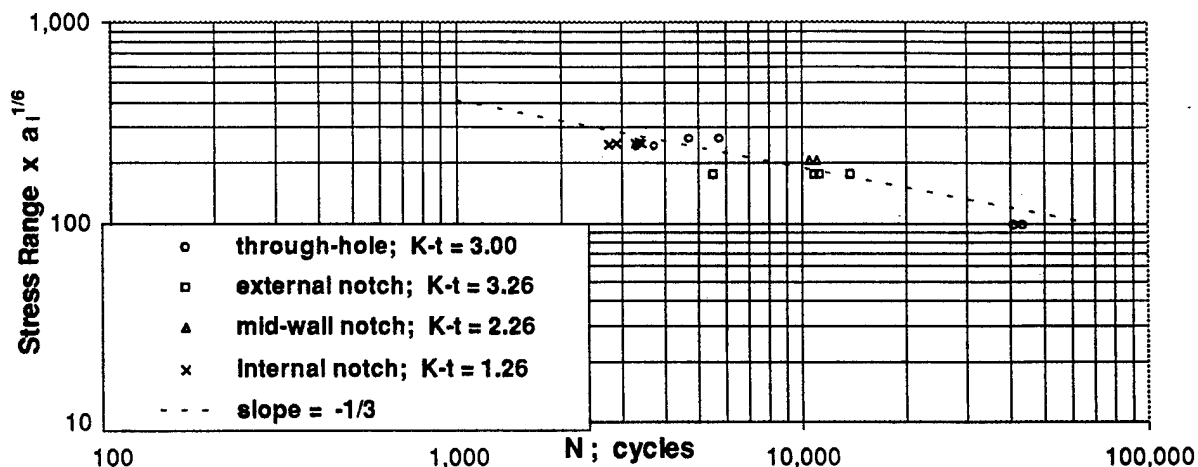 1,000
100
10
Stress Range x a i 1/6
through-hole; K-t = 3.00
external notch; K-t = 3.26
mid-wall notch; K-t = 2.26
Internal notch; K-t = 1.26
slope = -1/3
100
1,000
10,000
100,000
N ; cycles